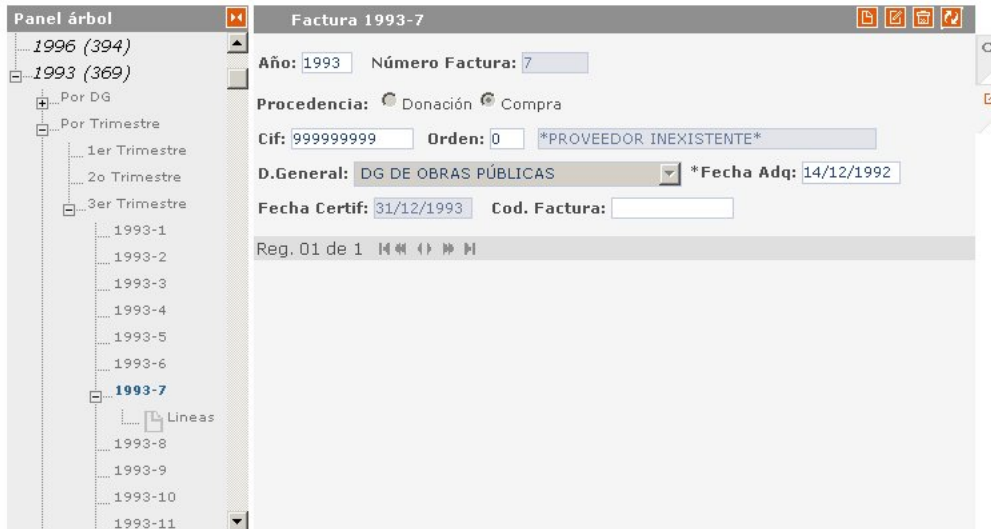 Panel árbol
1996 (394)
1993 (369)
Por DG
Por Trimestre
1er Trimestre
2o Trimestre
3er Trimestre
1993-1
1993-2
1993-3
1993-4
1993-5
1993-6
1993-7
Lineas
1993-8
1993-9
1993-10
1993-11
Factura 1993-7
Año: 1993 Número Factura: 7
Procedencia: Donación Compra
Cif: 999999999 Orden: 0 *PROVEEDOR INEXISTENTE*
D.General: DG DE OBRAS PÚBLICAS *Fecha Adq: 14/12/1992
Fecha Certif: 31/12/1993 Cod. Factura:
Reg. 01 de 1